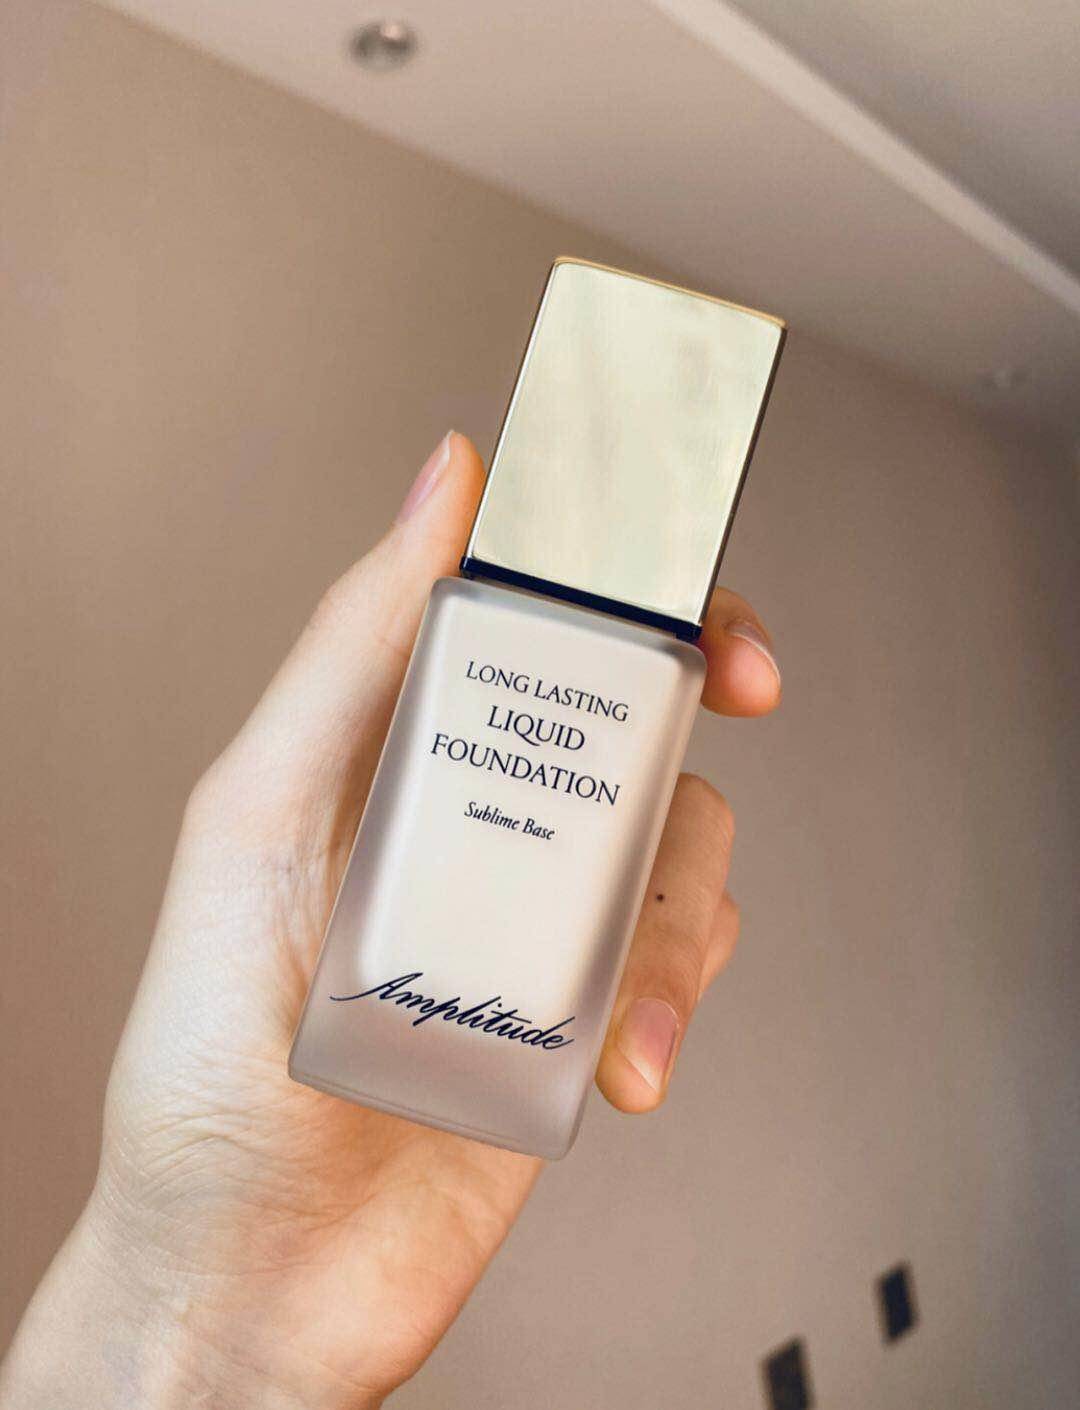 LONG LASTING
LIQUID
FOUNDATION
Sublime Base
Amplitude